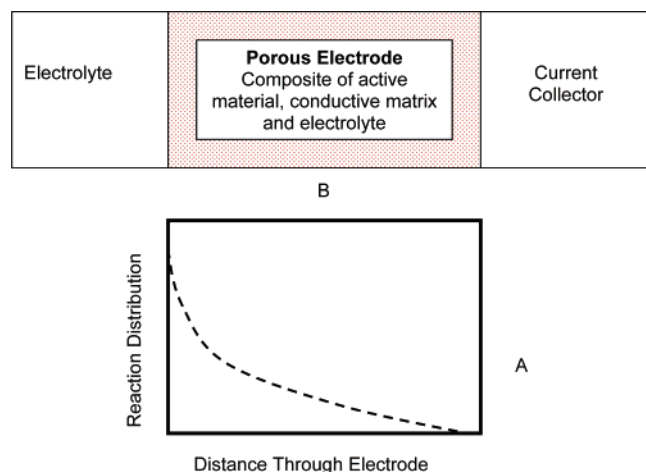 Electrolyte
Porous Electrode
Composite of active
material, conductive matrix
and electrolyte
Current
Collector
B
Reaction Distribution
A
Distance Through Electrode